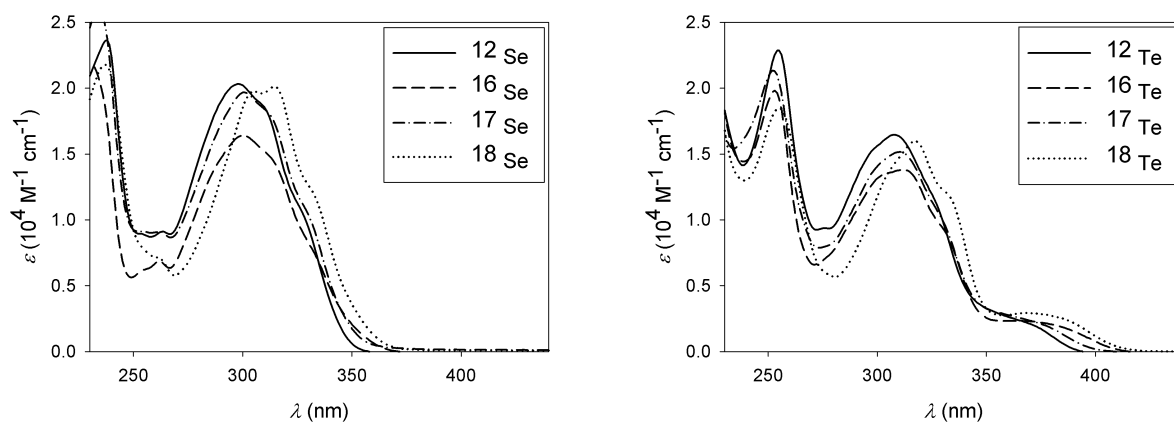 2.5
2.0
1.5
1.0
0.5
0.0
ε (10⁴ M⁻¹ cm⁻¹)
250 300 350 400
λ (nm)
12 Se
16 Se
17 Se
18 Se
2.5
2.0
1.5
1.0
0.5
0.0
ε (10⁴ M⁻¹ cm⁻¹)
250 300 350 400
λ (nm)
12 Te
16 Te
17 Te
18 Te